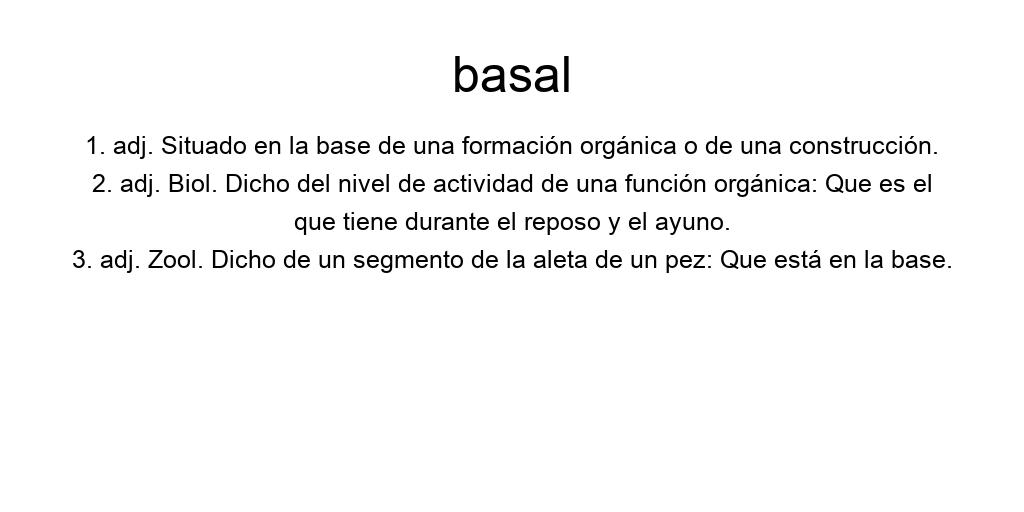 basal
1. adj. Situado en la base de una formación orgánica o de una construcción.
2. adj. Biol. Dicho del nivel de actividad de una función orgánica: Que es el
que tiene durante el reposo y el ayuno.
3. adj. Zool. Dicho de un segmento de la aleta de un pez: Que está en la base.